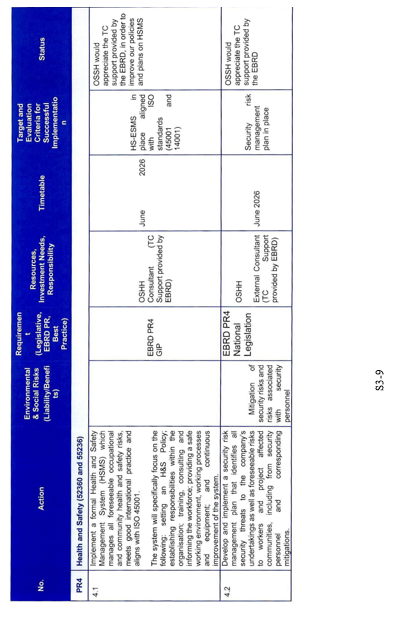 No.
Action
Environmental
& Social Risks
(Liability/Benefi
ts)
Requiremen
t
(Legislative,
EBRD PR,
Best
Practice)
Resources,
Investment Needs,
Responsibility
Timetable
Target and
Evaluation
Criteria for
Successful
Implementatio
n
Status
PR4
Health and Safety (52360 and 55236)
4.1
Implement a formal Health and Safety
Management System (HSMS) which
manages all foreseeable occupational
and community health and safety risks,
meets good international practice and
aligns with ISO 45001.
The system will specifically focus on the
following: setting an H&S Policy,
establishing responsibilities within the
organisation; training, consulting and
informing the workforce; providing a safe
working environment, working processes
and equipment; and continuous
improvement of the system.
EBRD PR4
GIP
OSHH
Consultant (TC
Support provided by
EBRD)
June 2026
HS-ESMS in
place aligned
with ISO
standards
(45001 and
14001)
OSSH would
appreciate the TC
support provided by
the EBRD, in order to
improve our policies
and plans on HSMS
4.2
Develop and implement a security risk
management plan that identifies all
security threats to the company's
undertakings as well as foreseeable risks
to workers and project affected
communities, including from security
personnel and corresponding
mitigations.
Mitigation of
security risks and
risks associated
with security
personnel
EBRD PR4
National
Legislation
OSHH
External Consultant
(TC Support
provided by EBRD)
June 2026
Security risk
management
plan in place
OSSH would
appreciate the TC
support provided by
the EBRD
S3-9